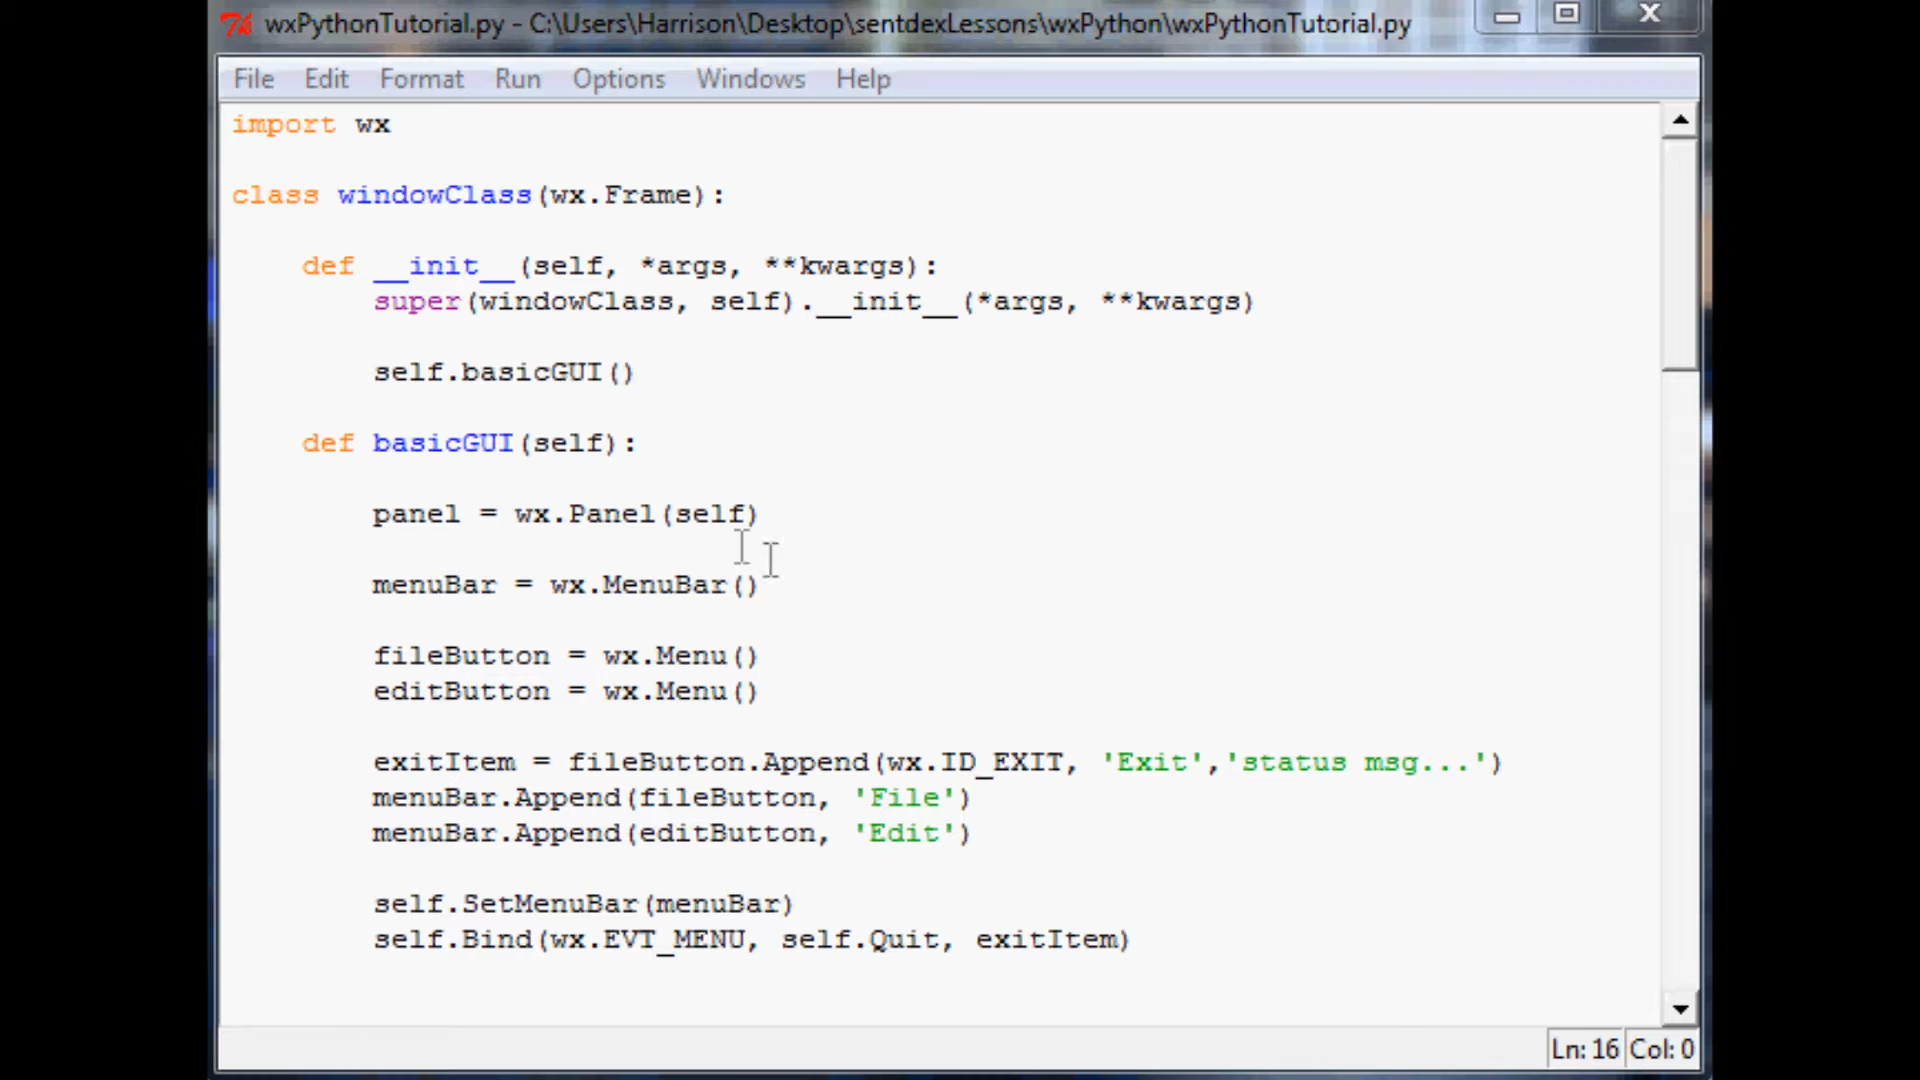 wxPythonTutorial.py - C:\Users\Harrison\Desktop\sentdexLessons\wxPython\wxPythonTutorial.py
File Edit Format Run Options Windows Help
import wx
class windowClass(wx.Frame):
    def __init__(self, *args, **kwargs):
        super(windowClass, self).__init__(*args, **kwargs)
        self.basicGUI()
    def basicGUI(self):
        panel = wx.Panel(self)
        menuBar = wx.MenuBar()
        fileButton = wx.Menu()
        editButton = wx.Menu()
        exitItem = fileButton.Append(wx.ID_EXIT, 'Exit','status msg...')
        menuBar.Append(fileButton, 'File')
        menuBar.Append(editButton, 'Edit')
        self.SetMenuBar(menuBar)
        self.Bind(wx.EVT_MENU, self.Quit, exitItem)
Ln: 16 Col: 0